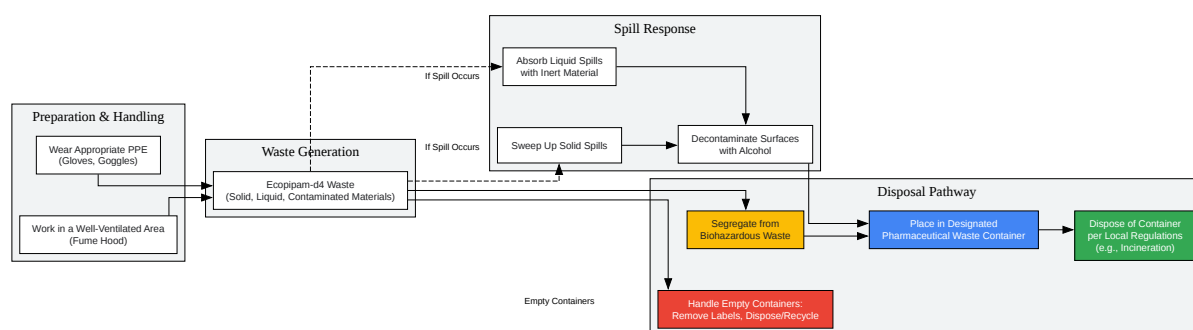 Spill Response
Absorb Liquid Spills
with Inert Material
If Spill Occurs
Preparation & Handling
Wear Appropriate PPE
(Gloves, Goggles)
Work in a Well-Ventilated Area
(Fume Hood)
Waste Generation
Ecopipam-d4 Waste
(Solid, Liquid, Contaminated Materials)
If Spill Occurs
Sweep Up Solid Spills
Decontaminate Surfaces
with Alcohol
Disposal Pathway
Segregate from
Biohazardous Waste
Place in Designated
Pharmaceutical Waste Container
Dispose of Container
per Local Regulations
(e.g., Incineration)
Empty Containers
Handle Empty Containers:
Remove Labels, Dispose/Recycle